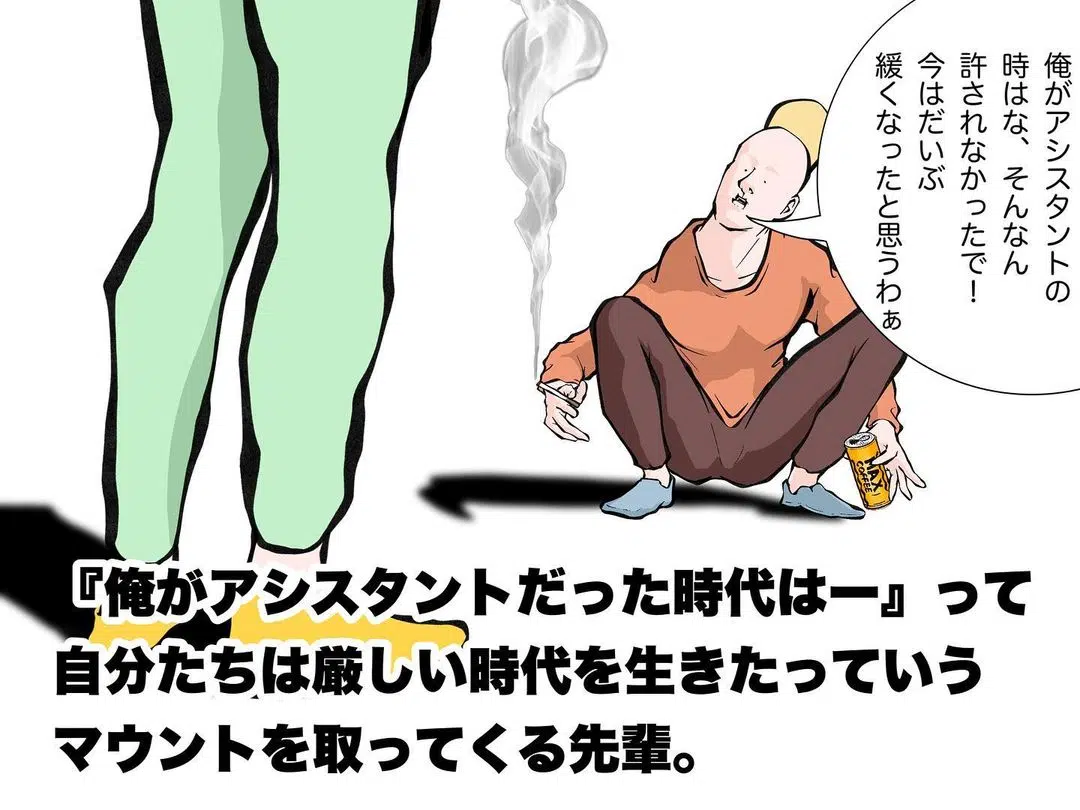 俺がアシスタントの
時はな、そんなん
許されなかったで！
今はだいぶ
緩くなったと思うわぁ
MAX
COFFEE
『俺がアシスタントだった時代はー』って
自分たちは厳しい時代を生きたっていう
マウントを取ってくる先輩。